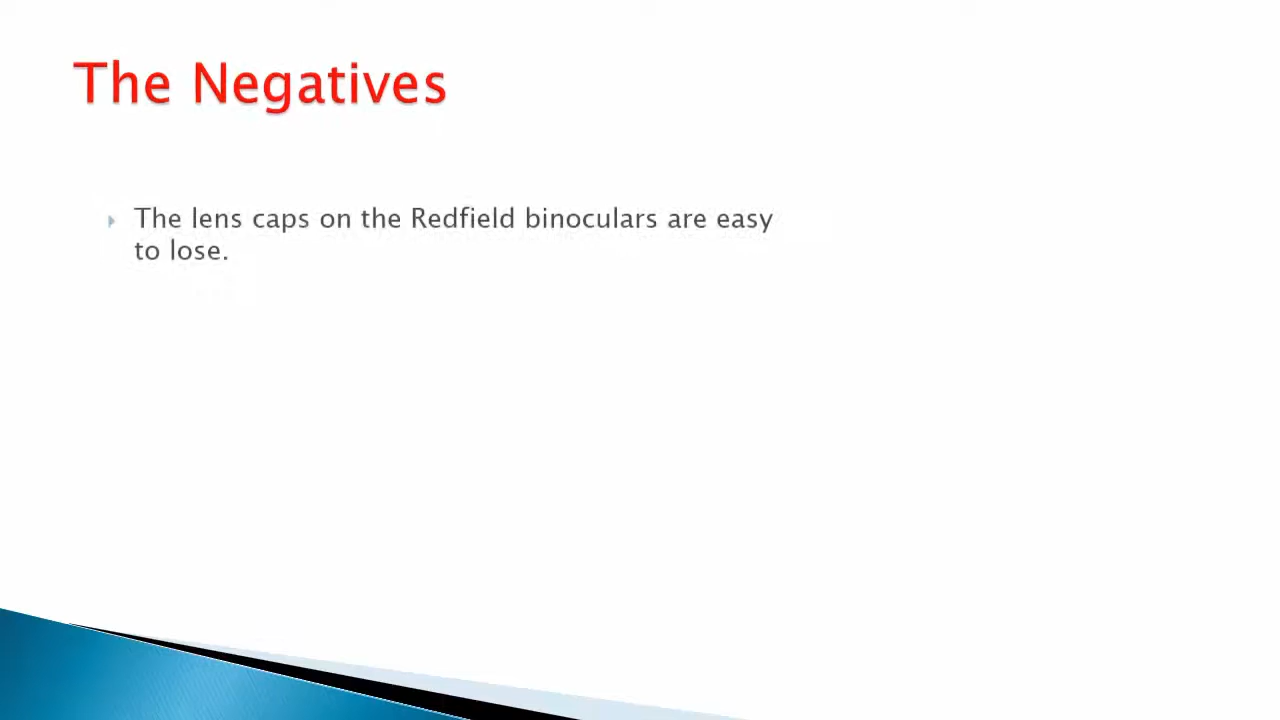 The Negatives
The lens caps on the Redfield binoculars are easy
to lose.